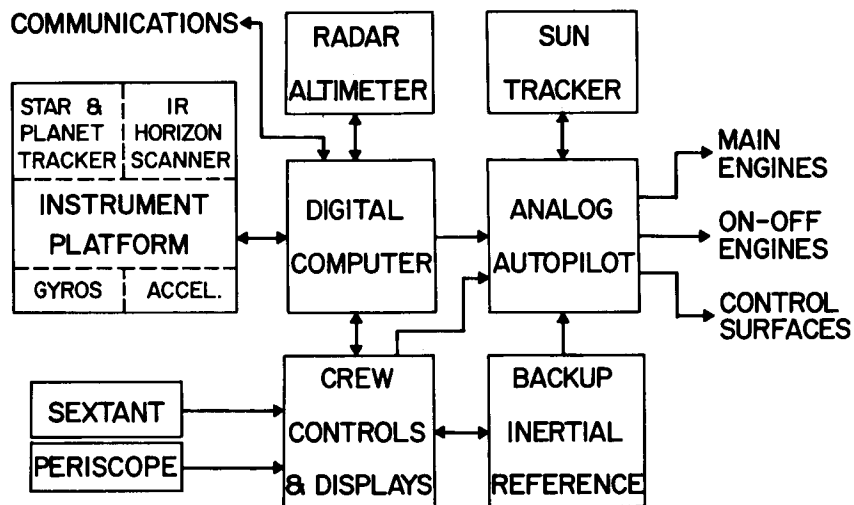 COMMUNICATIONS
RADAR
ALTIMETER
SUN
TRACKER
STAR &
PLANET
TRACKER
IR
HORIZON
SCANNER
INSTRUMENT
PLATFORM
GYROS
ACCEL.
DIGITAL
COMPUTER
ANALOG
AUTOPILOT
MAIN
ENGINES
ON-OFF
ENGINES
CONTROL
SURFACES
SEXTANT
PERISCOPE
CREW
CONTROLS
& DISPLAYS
BACKUP
INERTIAL
REFERENCE